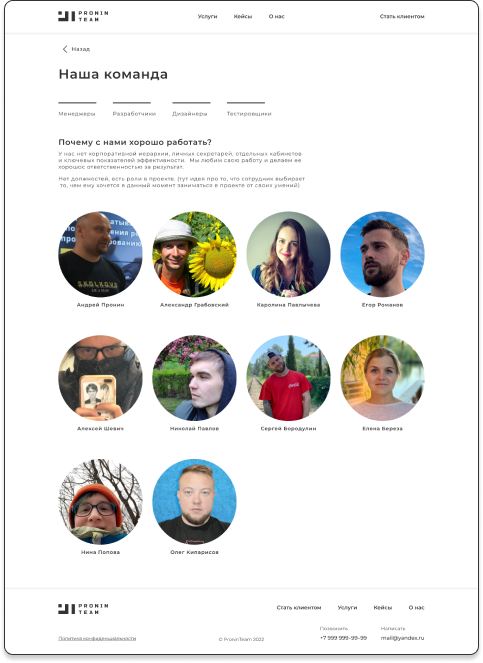 PRONIN
TEAM
Услуги Кейсы О нас Стать клиентом
Назад
Наша команда
Менеджеры Разработчики Дизайнеры Тестировщики
Почему с нами хорошо работать?
У нас нет корпоративной иерархии, личных секретарей, отдельных кабинетов
и ключевых показателей эффективности. Мы любим свою работу и делаем ее
хорошо с ответственностью за результат.
Нет должностей, есть роли в проекте. (тут идея про то, что сотрудник выбирает
то, чем ему хочется в данный момент заниматься в проекте от своих умений)
SKOLKOVO
Андрей Пронин Александр Грабовский Каролина Павлычева Егор Романов
Алексей Шевич Николай Павлов Сергей Бородулин Елена Береза
Нина Попова Олег Кипарисов
PRONIN
TEAM
Стать клиентом Услуги Кейсы О нас
Позвонить Написать
Политика конфиденциальности © ProninTeam 2022 +7 999 999-99-99 mail@yandex.ru